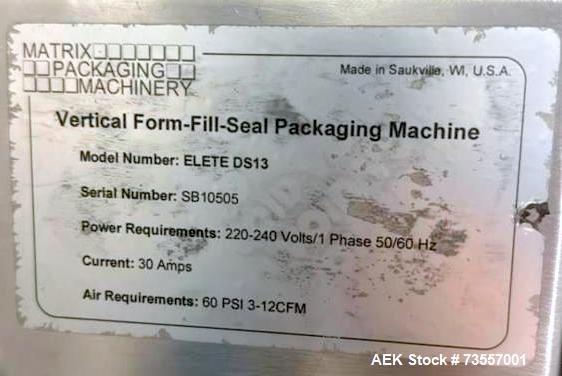 MATRIX
PACKAGING
MACHINERY
Made in Saukville, WI, U.S.A.
Vertical Form-Fill-Seal Packaging Machine
Model Number: ELETE DS13
Serial Number: SB10505
Power Requirements: 220-240 Volts/1 Phase 50/60 Hz
Current: 30 Amps
Air Requirements: 60 PSI 3-12CFM
AEK Stock # 73557001